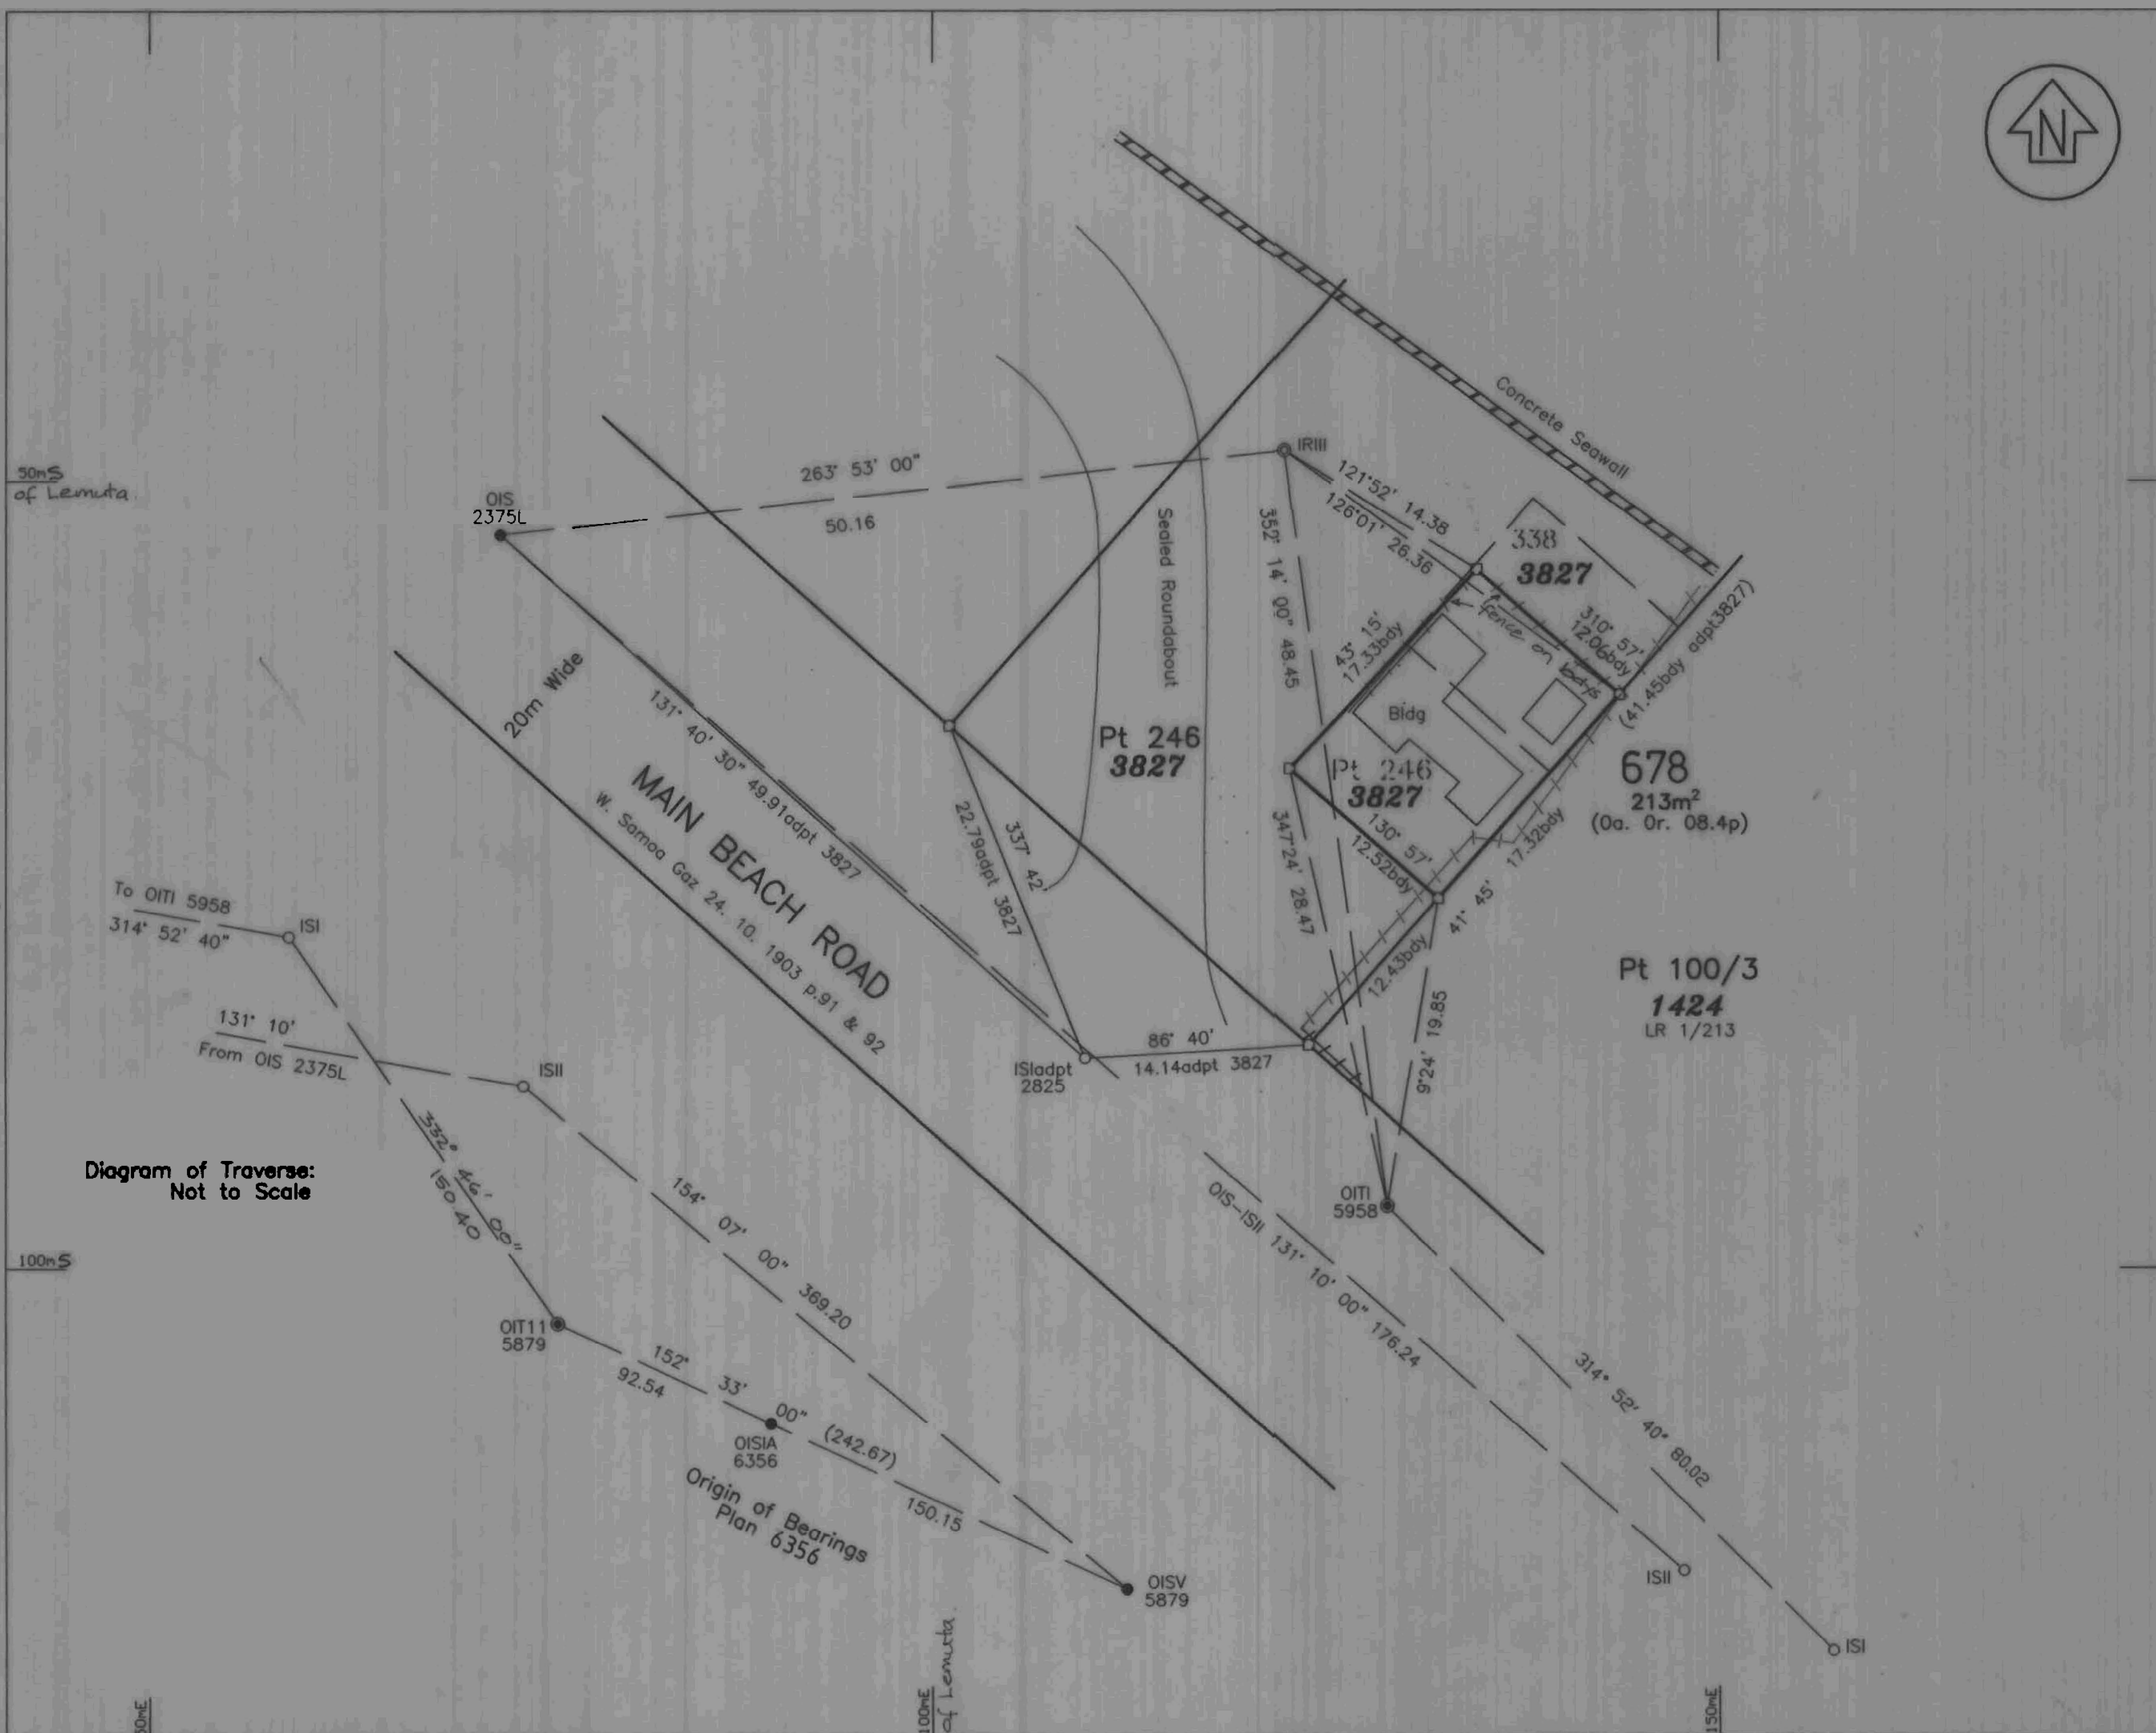 N
Concrete Seawall
50mS
of Lemuta
OIS
2375L
263° 53' 00"
50.16
IRIII
121°52' 14.38
126°01' 26.36
338
3827
310° 57'
12.06bdy
(41.45bdy adpt3827)
fence on bdys
43° 15'
17.33bdy
352° 14' 00" 48.45
Sealed Roundabout
Bldg
Pt 246
3827
Pt 246
3827
678
213m²
(0a. 0r. 08.4p)
130° 57'
12.52bdy
17.32bdy
41° 45'
12.43bdy
347°24' 28.47
9°24' 19.85
Pt 100/3
1424
LR 1/213
20m Wide
131° 40' 30" 49.91adpt 3827
MAIN BEACH ROAD
W. Samoa Gaz 24. 10. 1903 p.91 & 92
337° 42'
22.79adpt 3827
86° 40'
14.14adpt 3827
ISIadpt
2825
To OITI 5958
314° 52' 40"
ISI
131° 10'
From OIS 2375L
ISII
Diagram of Traverse:
Not to Scale
332° 46' 00"
150.40
154° 07' 00" 369.20
OITI
5958
OIS-ISII 131° 10' 00" 176.24
314° 52' 40" 80.02
100mS
OIT11
5879
152° 33' 00" (242.67)
92.54
OISIA
6356
150.15
Origin of Bearings
Plan 6356
OISV
5879
ISII
ISI
100mE
of Lemuta
150mE